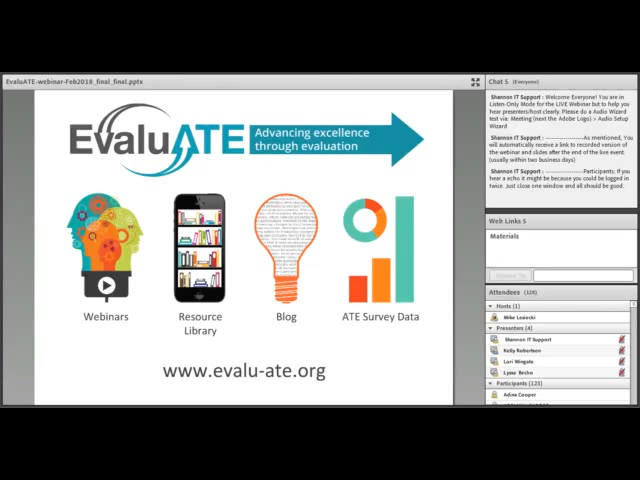 EvaluATE-webinar-Feb2018_final_final.pptx
EvaluATE
Advancing excellence
through evaluation
Webinars
Resource
Library
Blog
ATE Survey Data
www.evalu-ate.org
Chat 5 (Everyone)
Shannon IT Support : Welcome Everyone! You are in
Listen-Only Mode for the LIVE Webinar but to help you
hear presenters/host clearly. Please do a Audio Wizard
test via: Meeting (next the Adobe Logo) > Audio Setup
Wizard
Shannon IT Support : -----------------As mentioned, You
will automatically receive a link to recorded version of
the webinar and slides after the end of the live event.
(usually within two business days)
Shannon IT Support : -----------------Participants: If you
hear a echo it might be because you could be logged in
twice. Just close one window and all should be good.
Web Links 5
Materials
Attendees (128)
Hosts (1)
Mike Lesiecki
Presenters (4)
Shannon IT Support
Kelly Robertson
Lori Wingate
Lyssa Becho
Participants (123)
Adina Cooper